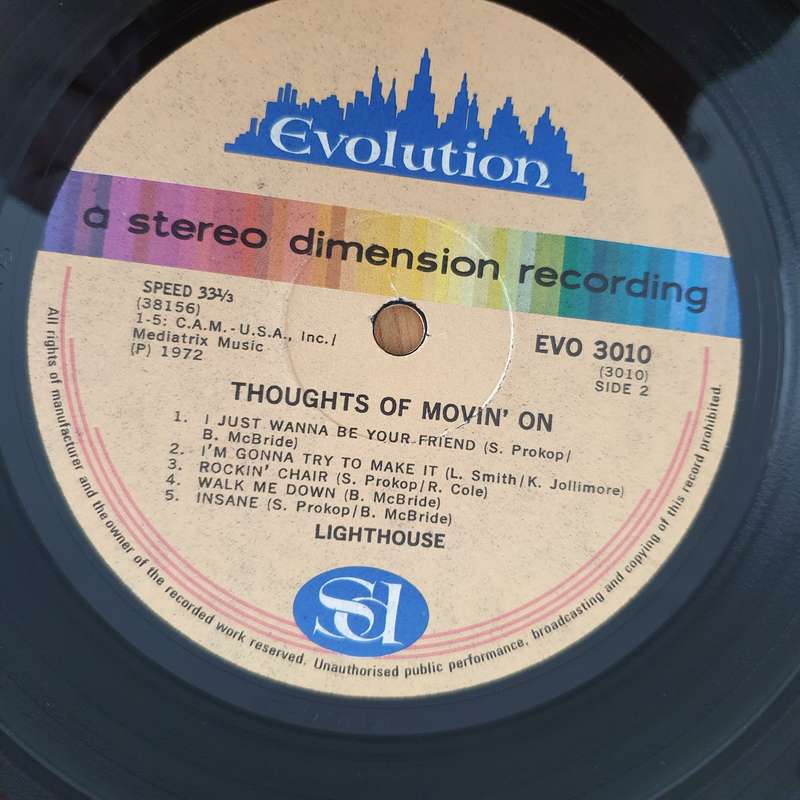 Evolution
a stereo dimension recording
SPEED 33⅓
(38156)
1-5: C.A.M.-U.S.A., Inc./
Mediatrix Music
(P) 1972
EVO 3010
(3010)
SIDE 2
THOUGHTS OF MOVIN' ON
1. I JUST WANNA BE YOUR FRIEND (S. Prokop/
B. McBride)
2. I'M GONNA TRY TO MAKE IT (L. Smith/K. Jollimore)
3. ROCKIN' CHAIR (S. Prokop/R. Cole)
4. WALK ME DOWN (B. McBride)
5. INSANE (S. Prokop/B. McBride)
LIGHTHOUSE
Sd
All rights of manufacturer and the owner of the recorded work reserved. Unauthorised public performance, broadcasting and copying of this record prohibited.